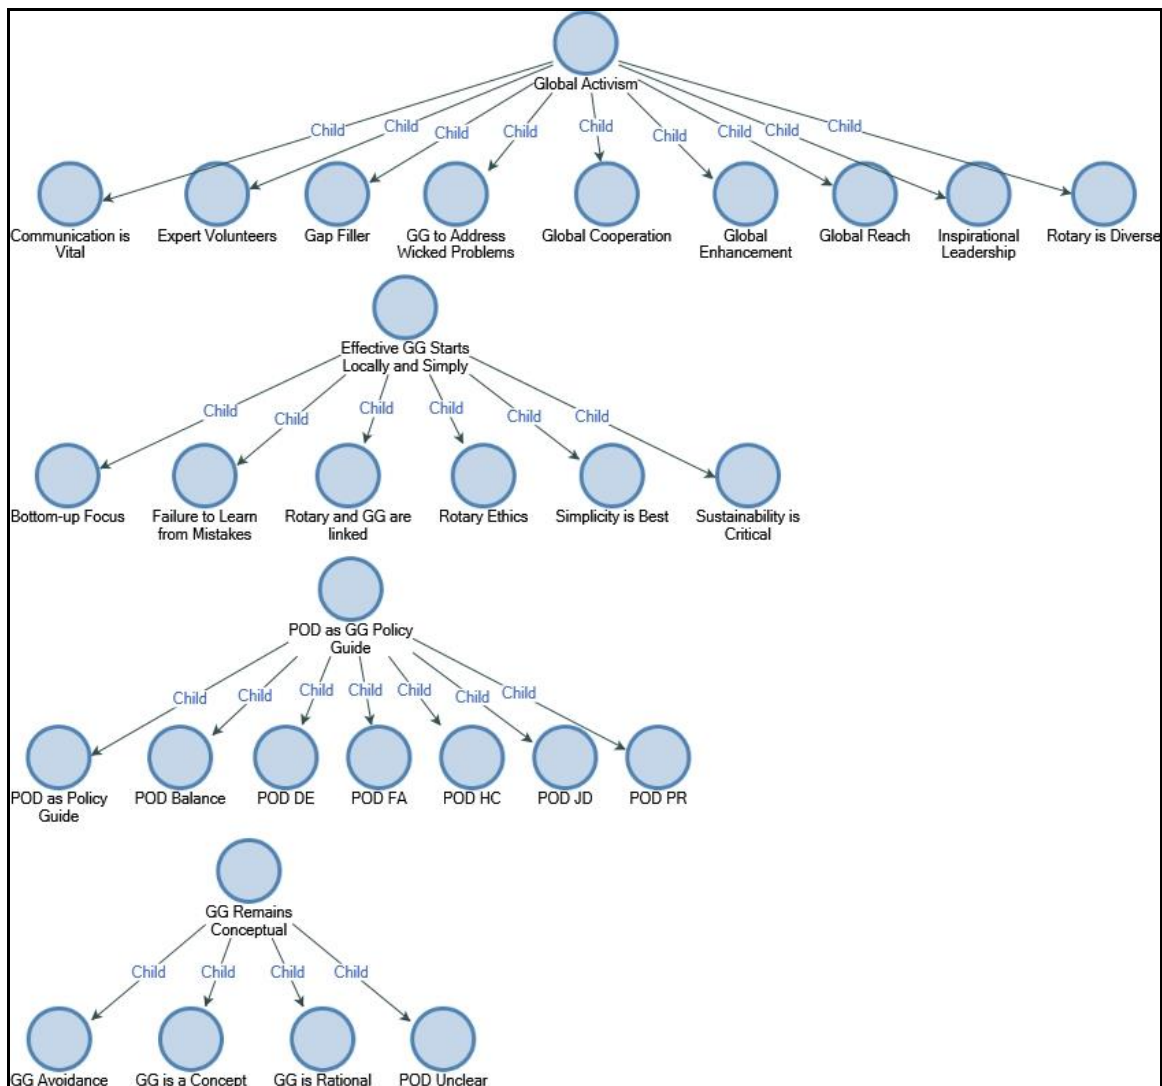 Global Activism
Child Child Child Child Child Child Child Child Child
Communication is Expert Volunteers Gap Filler GG to Address Global Cooperation Global Global Reach Inspirational Rotary is Diverse
Vital Wicked Problems Enhancement Leadership
Effective GG Starts
Locally and Simply
Child Child Child Child Child Child
Bottom-up Focus Failure to Learn Rotary and GG are Rotary Ethics Simplicity is Best Sustainability is
from Mistakes linked Critical
POD as GG Policy
Guide
Child Child Child Child Child Child Child
POD as Policy POD Balance POD DE POD FA POD HC POD JD POD PR
Guide
GG Remains
Conceptual
Child Child Child Child
GG Avoidance GG is a Concept GG is Rational POD Unclear